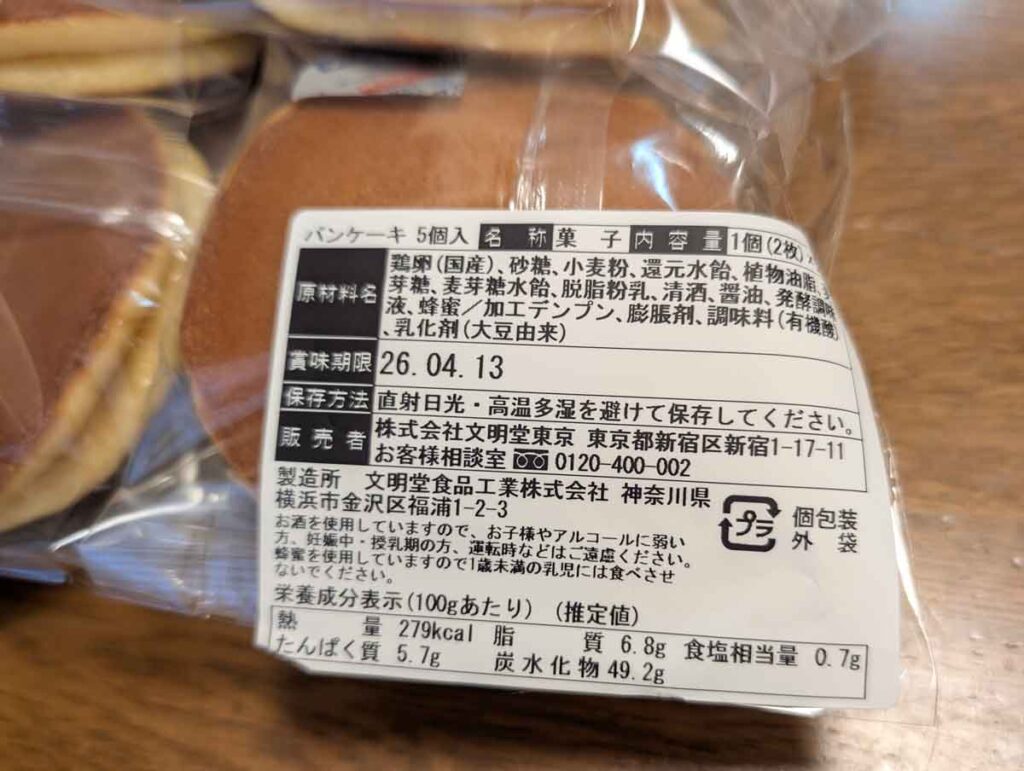 パンケーキ 5個入 名称 菓子 内容量 1個(2枚)
原材料名 鶏卵(国産)、砂糖、小麦粉、還元水飴、植物油脂、
芽糖、麦芽糖水飴、脱脂粉乳、清酒、醤油、発酵調味
液、蜂蜜／加工デンプン、膨脹剤、調味料(有機酸)
、乳化剤(大豆由来)
賞味期限 26.04.13
保存方法 直射日光・高温多湿を避けて保存してください。
販売者 株式会社文明堂東京 東京都新宿区新宿1-17-11
お客様相談室 0120-400-002
製造所 文明堂食品工業株式会社 神奈川県
横浜市金沢区福浦1-2-3
プラ 個包装
外袋
お酒を使用していますので、お子様やアルコールに弱い
方、妊娠中・授乳期の方、運転時などはご遠慮ください。
蜂蜜を使用していますので1歳未満の乳児には食べさせ
ないでください。
栄養成分表示(100gあたり) (推定値)
熱量 279kcal 脂質 6.8g 食塩相当量 0.7g
たんぱく質 5.7g 炭水化物 49.2g